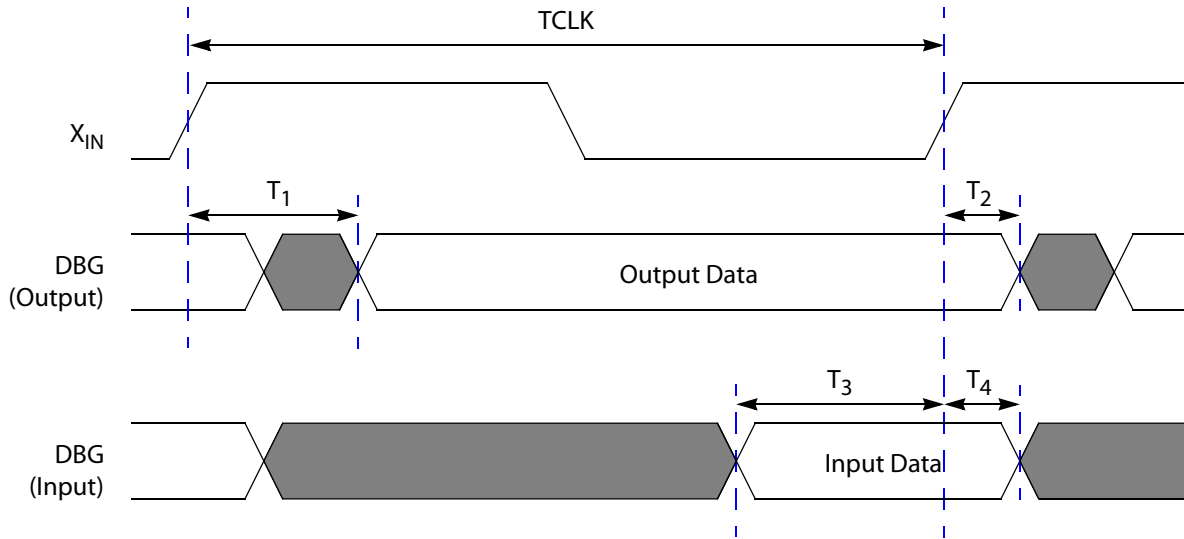 TCLK
X_IN
T_1
T_2
DBG
(Output)
Output Data
T_3
T_4
DBG
(Input)
Input Data